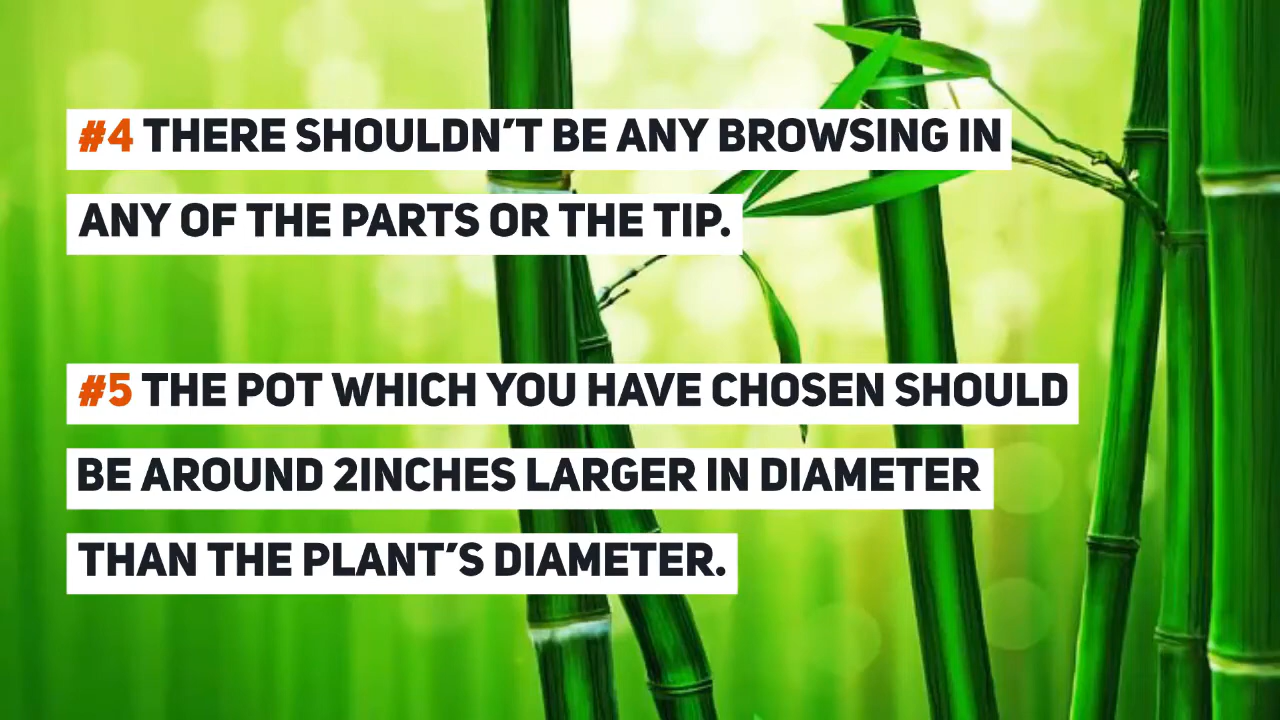 #4 THERE SHOULDN'T BE ANY BROWSING IN
ANY OF THE PARTS OR THE TIP.
#5 THE POT WHICH YOU HAVE CHOSEN SHOULD
BE AROUND 2INCHES LARGER IN DIAMETER
THAN THE PLANT'S DIAMETER.